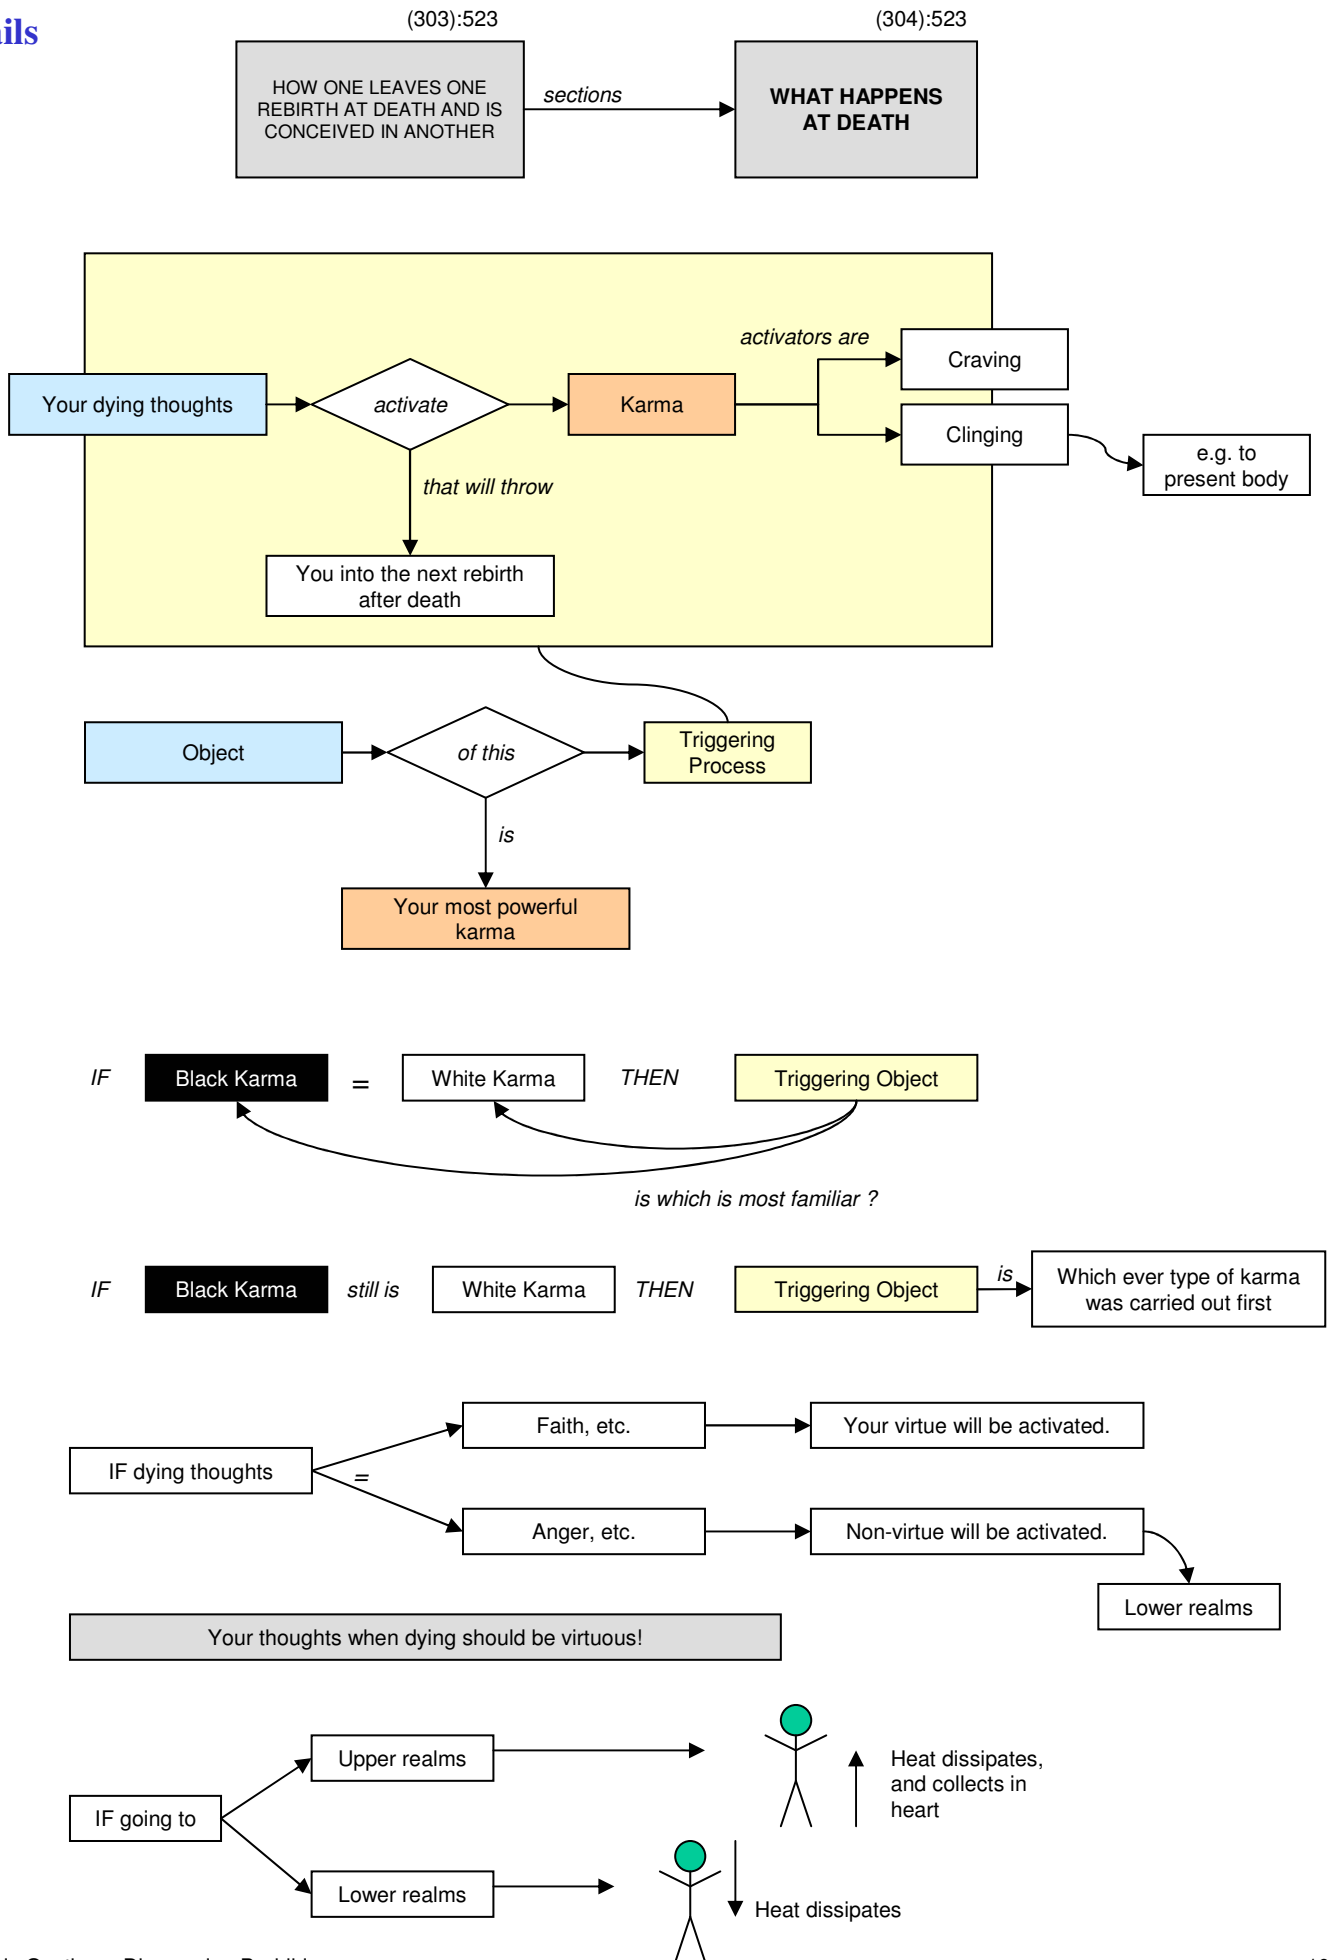 (303):523
(304):523
HOW ONE LEAVES ONE
REBIRTH AT DEATH AND IS
CONCEIVED IN ANOTHER
sections
WHAT HAPPENS
AT DEATH
activators are
Craving
Your dying thoughts
activate
Karma
Clinging
e.g. to
present body
that will throw
You into the next rebirth
after death
Object
of this
Triggering
Process
is
Your most powerful
karma
IF
Black Karma
=
White Karma
THEN
Triggering Object
is which is most familiar ?
IF
Black Karma
still is
White Karma
THEN
Triggering Object
is
Which ever type of karma
was carried out first
Faith, etc.
Your virtue will be activated.
IF dying thoughts
=
Anger, etc.
Non-virtue will be activated.
Lower realms
Your thoughts when dying should be virtuous!
Upper realms
Heat dissipates,
and collects in
heart
IF going to
Lower realms
Heat dissipates